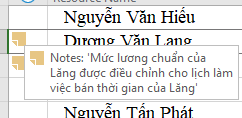 Resource Name
Nguyễn Văn Hiếu
Dương Văn Lang
Notes: 'Mức lương chuẩn của
Lăng được điều chỉnh cho lịch làm
việc bán thời gian của Lăng'
Nguyễn Tấn Phát